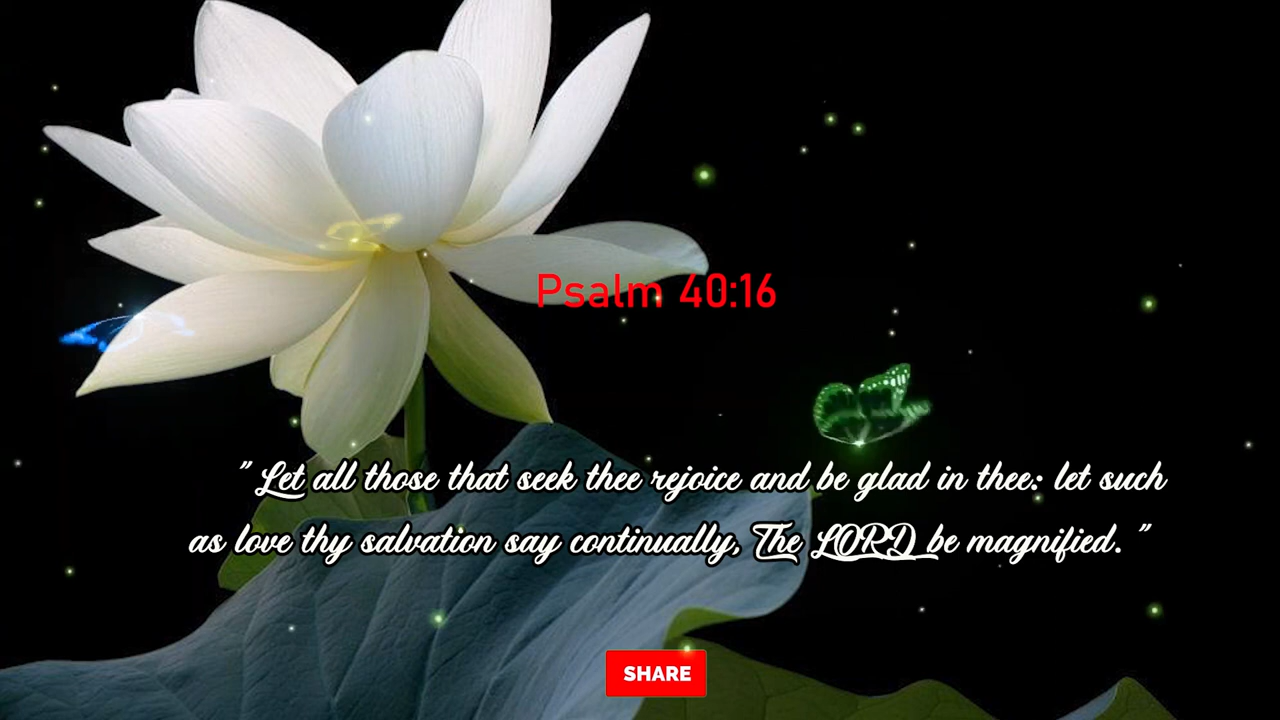 Psalm 40:16
" Let all those that seek thee rejoice and be glad in thee: let such
as love thy salvation say continually, The LORD be magnified. "
SHARE